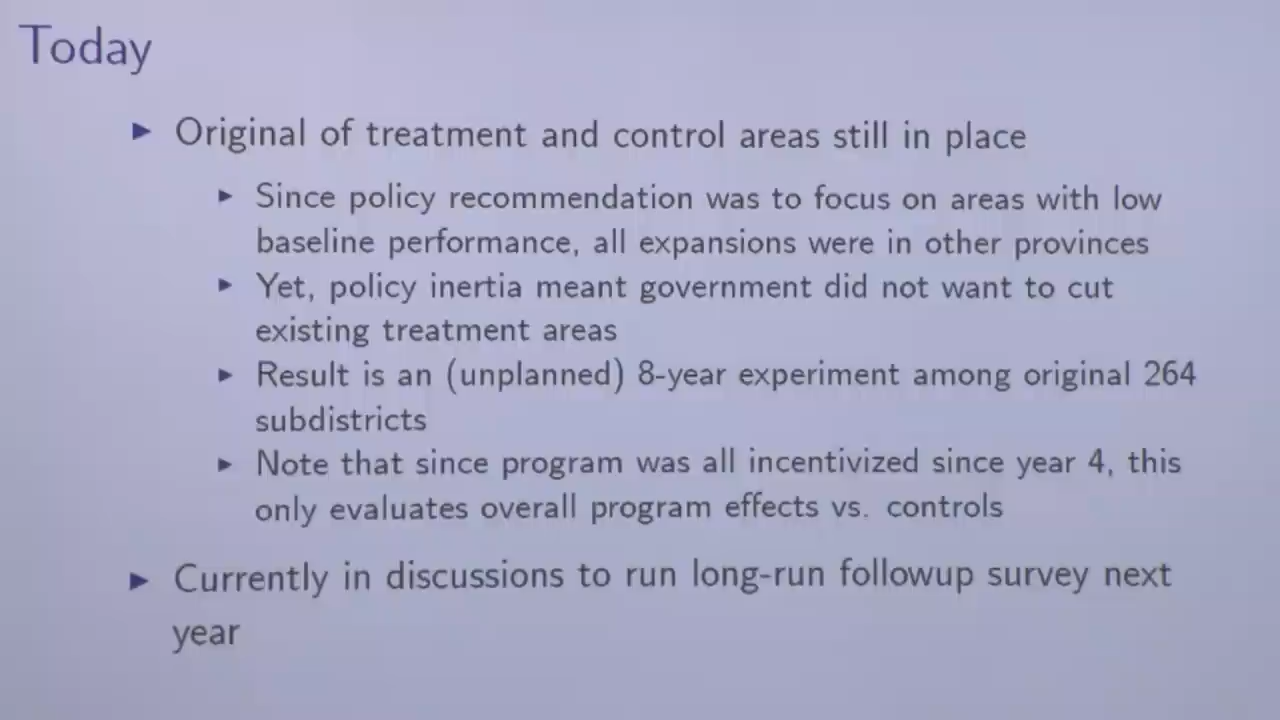 Today
Original of treatment and control areas still in place
Since policy recommendation was to focus on areas with low
baseline performance, all expansions were in other provinces
Yet, policy inertia meant government did not want to cut
existing treatment areas
Result is an (unplanned) 8-year experiment among original 264
subdistricts
Note that since program was all incentivized since year 4, this
only evaluates overall program effects vs. controls
Currently in discussions to run long-run followup survey next
year